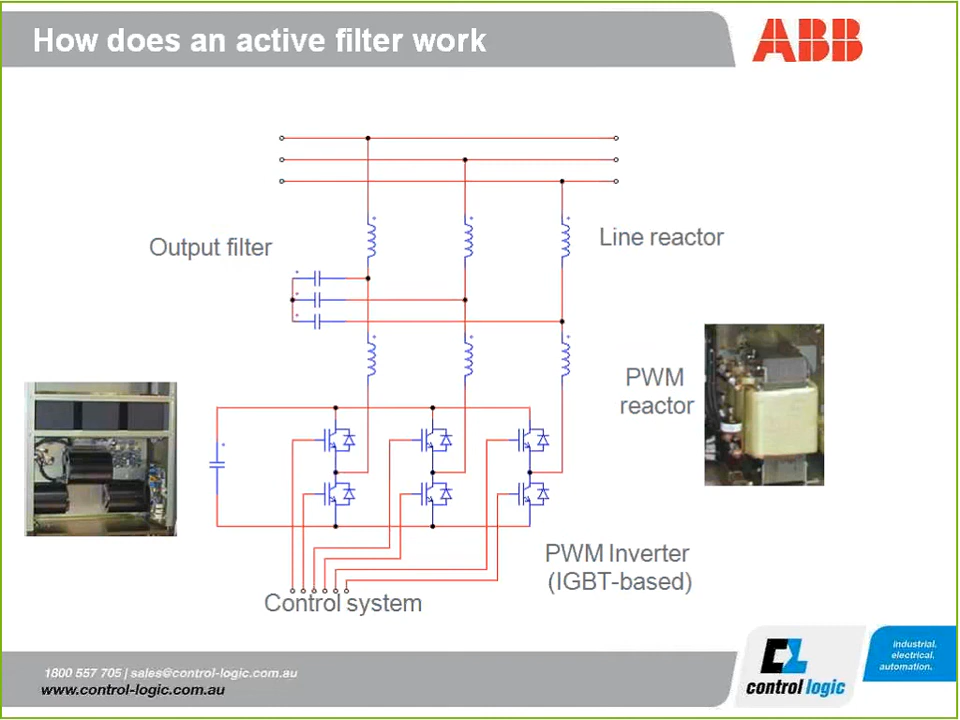 How does an active filter work
ABB
Output filter
Line reactor
PWM
reactor
PWM Inverter
(IGBT-based)
Control system
1800 557 705 | sales@control-logic.com.au
www.control-logic.com.au
control logic
industrial.
electrical.
automation.